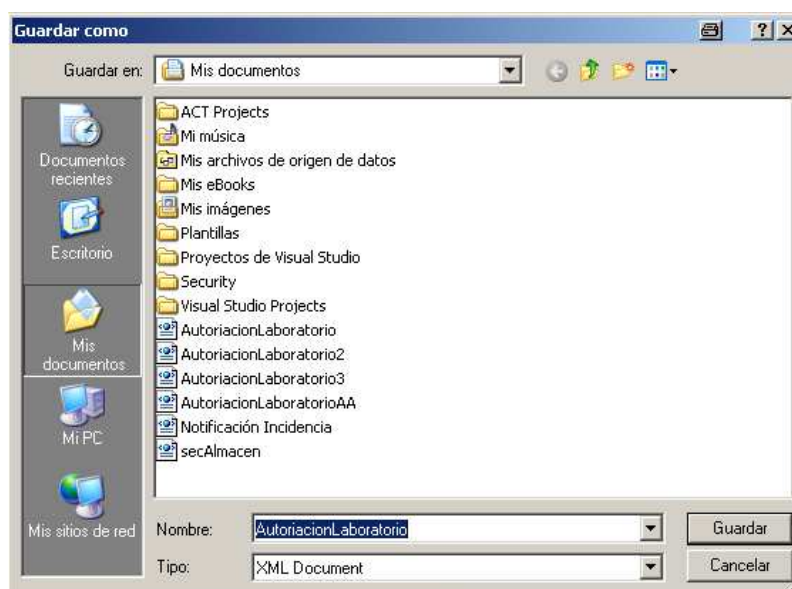 Guardar como
Guardar en:
Mis documentos
Documentos
recientes
Escritorio
Mis
documentos
Mi PC
Mis sitios de red
ACT Projects
Mi música
Mis archivos de origen de datos
Mis eBooks
Mis imágenes
Plantillas
Proyectos de Visual Studio
Security
Visual Studio Projects
AutoriacionLaboratorio
AutoriacionLaboratorio2
AutoriacionLaboratorio3
AutoriacionLaboratorioAA
Notificación Incidencia
secAlmacen
Nombre:
AutoriacionLaboratorio
Guardar
Tipo:
XML Document
Cancelar